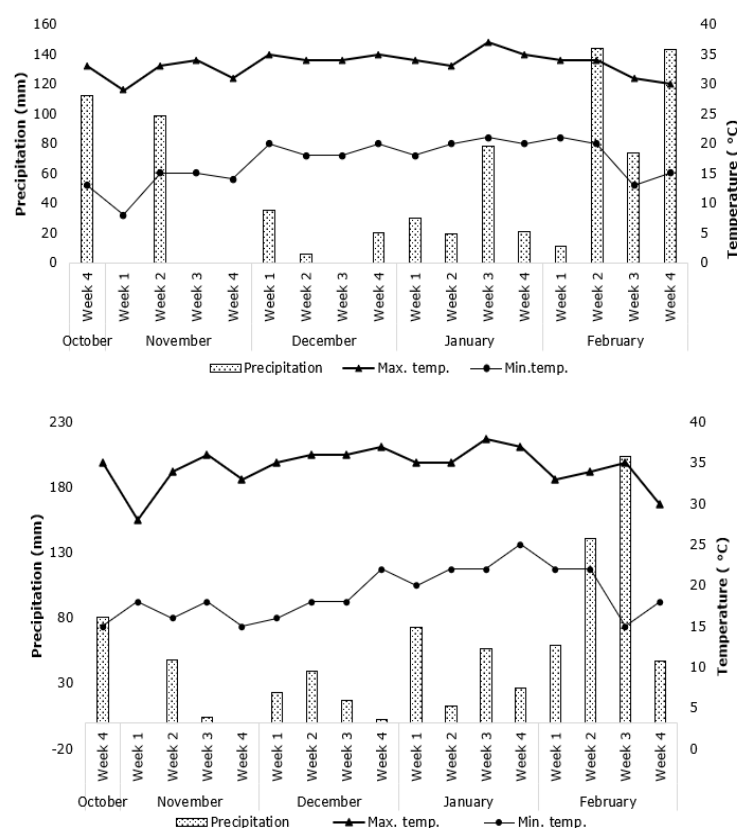 160
140
120
100
80
60
40
20
0
Precipitation (mm)
40
35
30
25
20
15
10
5
0
Temperature ( °C)
Week 4
Week 1
Week 2
Week 3
Week 4
Week 1
Week 2
Week 3
Week 4
Week 1
Week 2
Week 3
Week 4
Week 1
Week 2
Week 3
Week 4
October November December January February
Precipitation Max. temp. Min.temp.
230
180
130
80
30
-20
Precipitation (mm)
40
35
30
25
20
15
10
5
0
Temperature ( °C)
Week 4
Week 1
Week 2
Week 3
Week 4
Week 1
Week 2
Week 3
Week 4
Week 1
Week 2
Week 3
Week 4
Week 1
Week 2
Week 3
Week 4
October November December January February
Precipitation Max. temp. Min. temp.